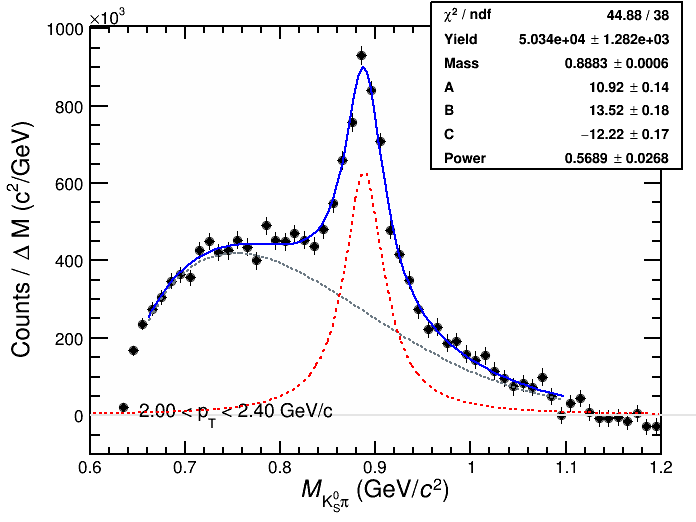 ×10³
χ² / ndf 44.88 / 38
Yield 5.034e+04 ± 1.282e+03
Mass 0.8883 ± 0.0006
A 10.92 ± 0.14
B 13.52 ± 0.18
C −12.22 ± 0.17
Power 0.5689 ± 0.0268
Counts / Δ M (c²/GeV)
1000
800
600
400
200
0
2.00 < p_T < 2.40 GeV/c
0.6 0.7 0.8 0.9 1 1.1 1.2
M_{K⁰_Sπ} (GeV/c²)